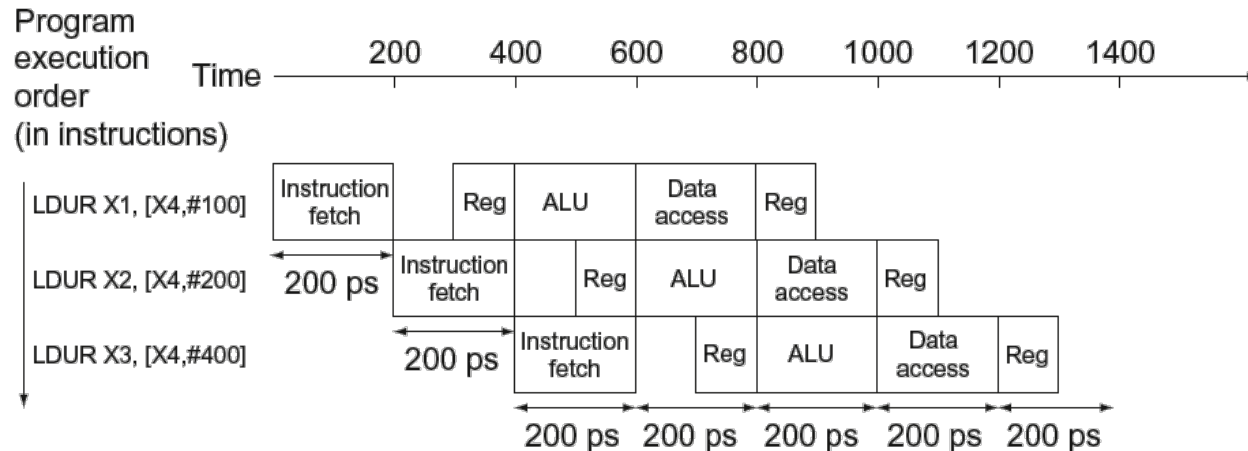 Program
execution
order
(in instructions)
Time
200 400 600 800 1000 1200 1400
LDUR X1, [X4,#100]
Instruction
fetch
Reg
ALU
Data
access
Reg
200 ps
LDUR X2, [X4,#200]
Instruction
fetch
Reg
ALU
Data
access
Reg
200 ps
LDUR X3, [X4,#400]
Instruction
fetch
Reg
ALU
Data
access
Reg
200 ps 200 ps 200 ps 200 ps 200 ps